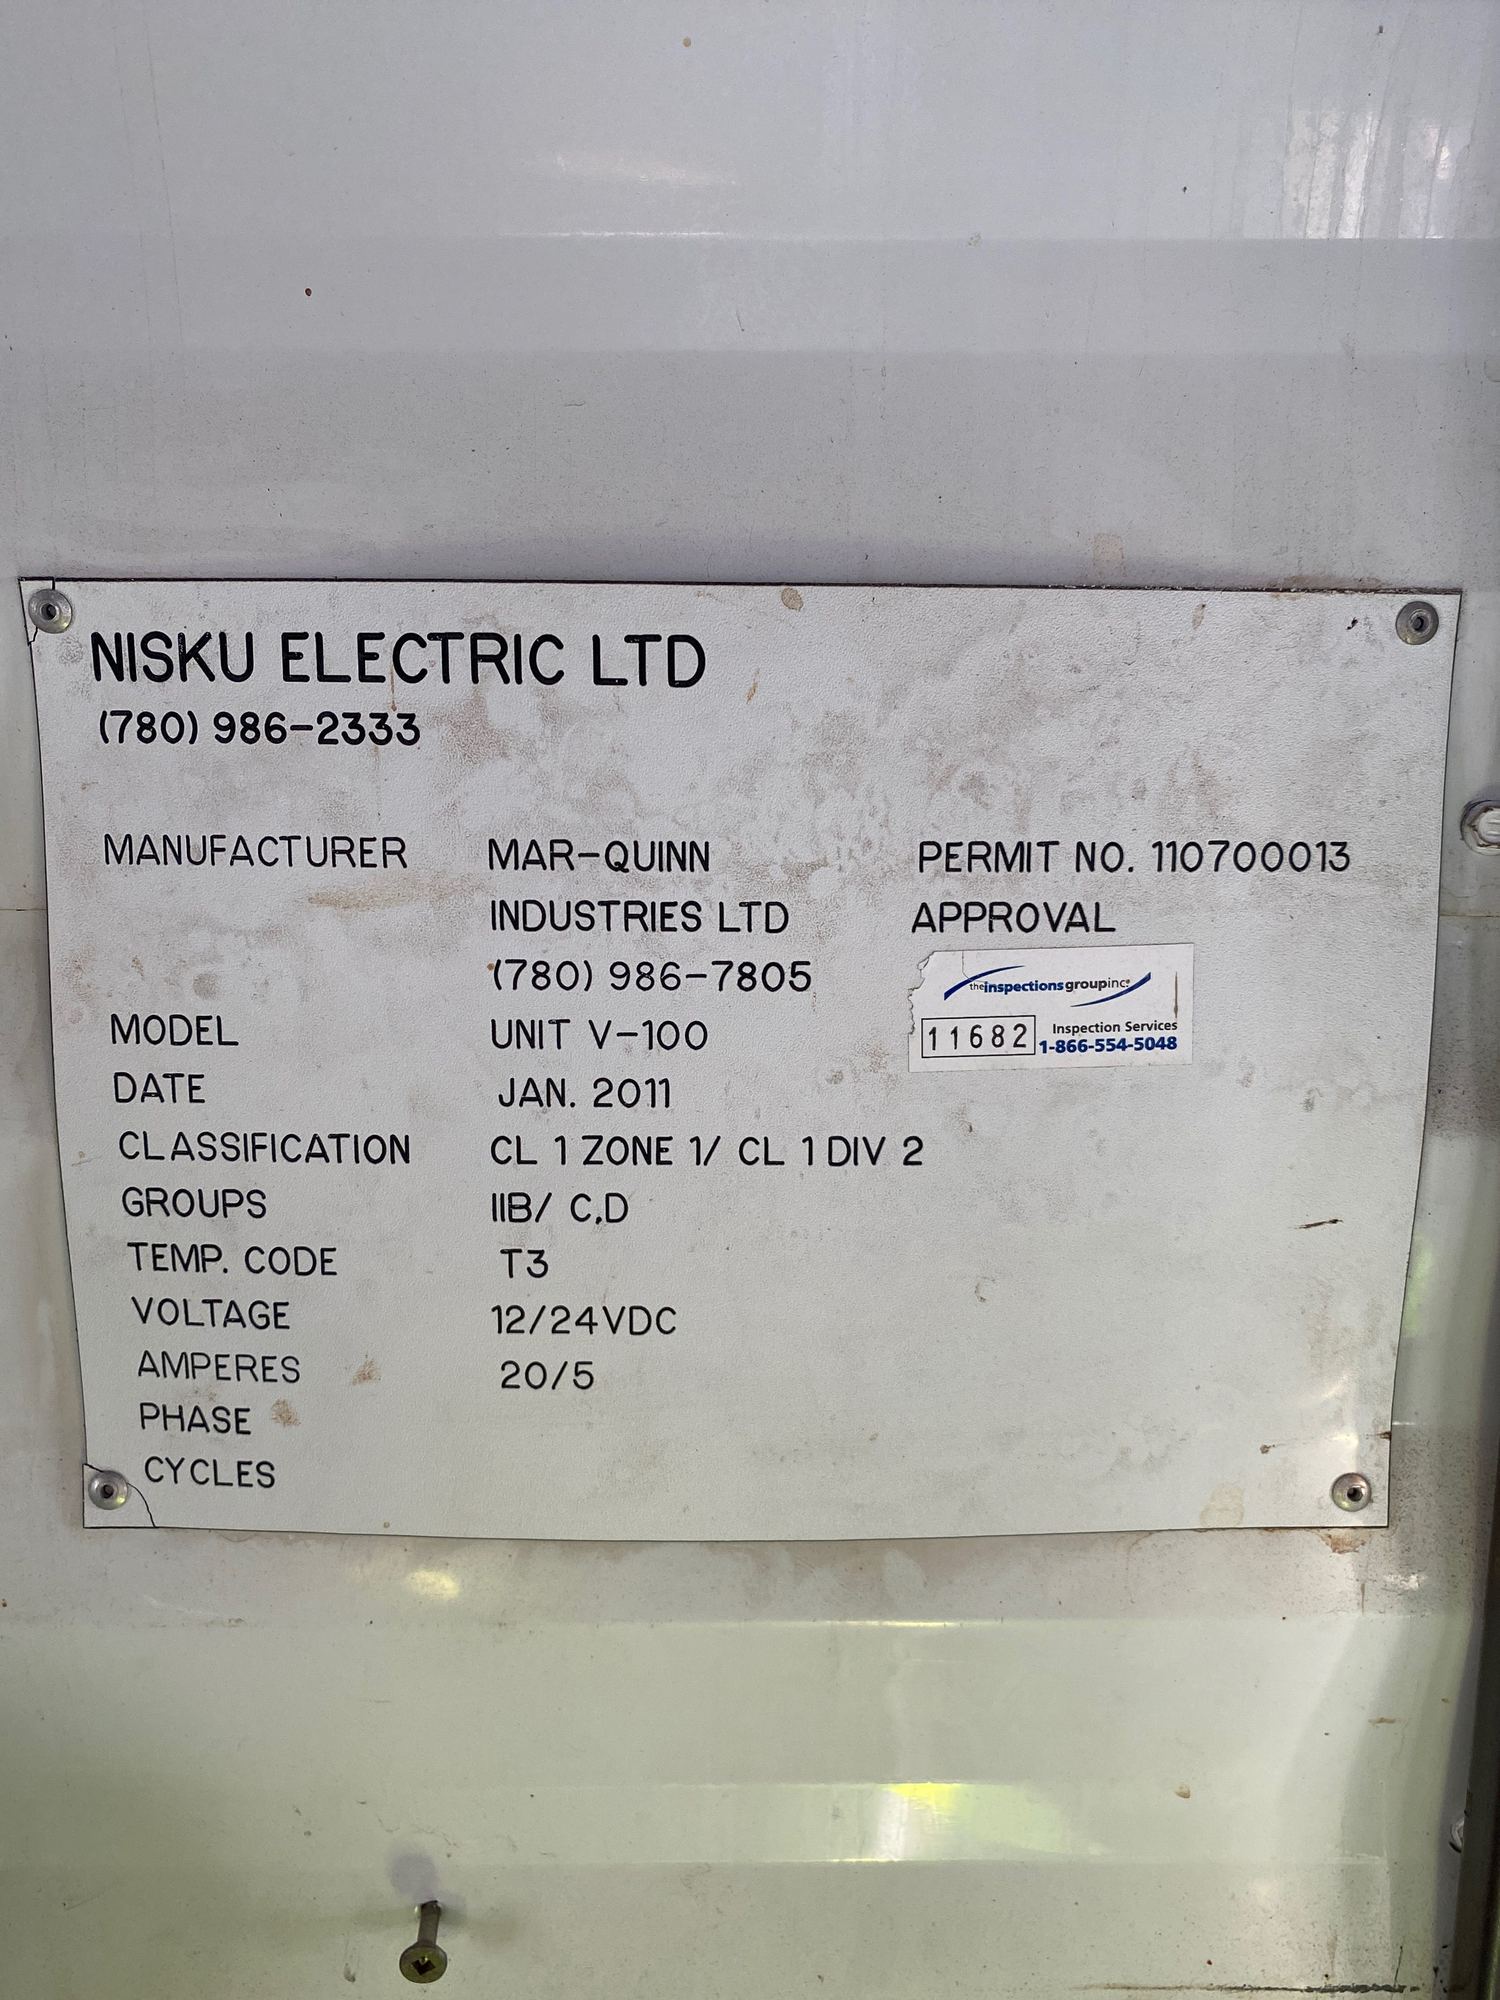 NISKU ELECTRIC LTD
(780) 986-2333
MANUFACTURER MAR-QUINN PERMIT NO. 110700013
INDUSTRIES LTD APPROVAL
(780) 986-7805 theinspectionsgroupinc.
MODEL UNIT V-100 11682 Inspection Services
1-866-554-5048
DATE JAN. 2011
CLASSIFICATION CL 1 ZONE 1/ CL 1 DIV 2
GROUPS IIB/ C,D
TEMP. CODE T3
VOLTAGE 12/24VDC
AMPERES 20/5
PHASE
CYCLES